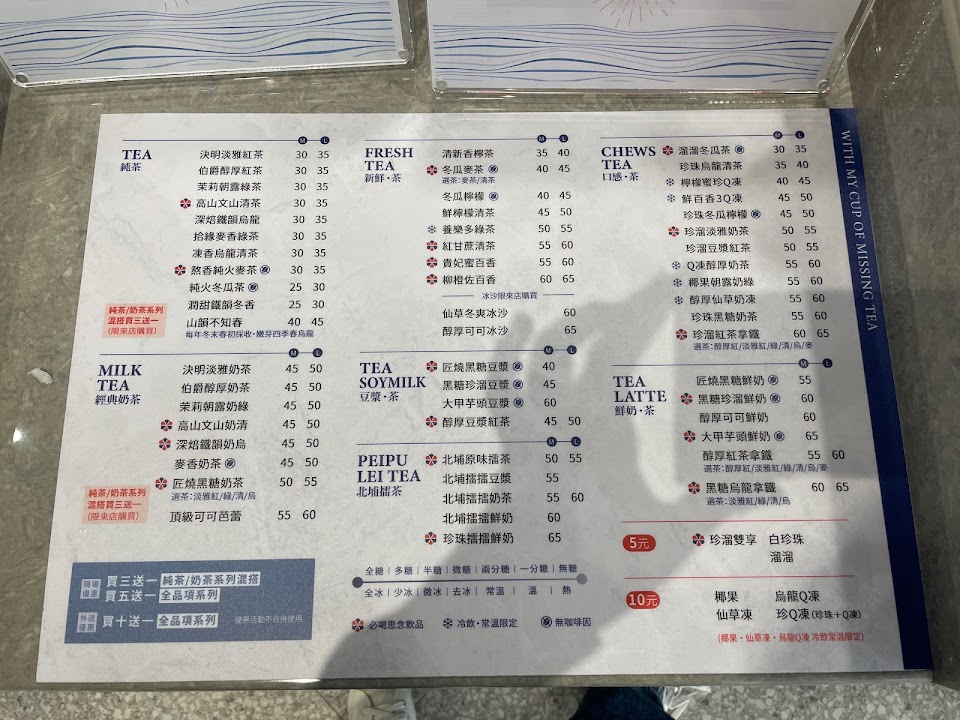 WITH MY CUP OF MISSING TEA
TEA
純茶
M L
決明淡雅紅茶 30 35
伯爵醇厚紅茶 30 35
茉莉朝露綠茶 30 35
高山文山清茶 30 35
深焙鐵韻烏龍 30 35
拾綠麥香綠茶 30 35
凍香烏龍清茶 30 35
熬香純火麥茶 30 35
純火冬瓜茶 25 30
潤甜鐵韻冬香 25 30
山韻不知春 40 45
每年冬末春初採收·嫩芽四季春烏龍
純茶/奶茶系列
混搭買三送一
(限來店購買)
MILK
TEA
經典奶茶
M L
決明淡雅奶茶 45 50
伯爵醇厚奶茶 45 50
茉莉朝露奶綠 45 50
高山文山奶清 45 50
深焙鐵韻奶烏 45 50
麥香奶茶 45 50
匠燒黑糖奶茶 50 55
選茶:淡雅紅/綠/清/烏
頂級可可芭蕾 55 60
純茶/奶茶系列
混搭買三送一
(限來店購買)
現場優惠
買三送一 純茶/奶茶系列混搭
買五送一 全品項系列
外送優惠
買十送一 全品項系列
優惠活動不合併使用
FRESH
TEA
新鮮·茶
M L
清新香檸茶 35 40
冬瓜麥茶 40 45
選茶:麥茶/清茶
冬瓜檸檬 40 45
鮮檸檬清茶 45 50
養樂多綠茶 50 55
紅甘蔗清茶 55 60
貴妃蜜百香 55 60
柳橙佐百香 60 65
冰沙限來店購買
仙草冬爽冰沙 60
醇厚可可冰沙 65
TEA
SOYMILK
豆漿·茶
M L
匠燒黑糖豆漿 40
黑糖珍溜豆漿 45
大甲芋頭豆漿 60
醇厚豆漿紅茶 45 50
PEIPU
LEI TEA
北埔擂茶
M L
北埔原味擂茶 50 55
北埔擂擂豆漿 55
北埔擂擂奶茶 55 60
北埔擂擂鮮奶 60
珍珠擂擂鮮奶 65
全糖|多糖|半糖|微糖|兩分糖|一分糖|無糖
全冰|少冰|微冰|去冰|常溫|溫|熱
必喝思念飲品 冷飲·常溫限定 無咖啡因
CHEWS
TEA
口感·茶
M L
溜溜冬瓜茶 30 35
珍珠烏龍清茶 35 40
檸檬蜜珍Q凍 40 45
鮮百香3Q凍 45 50
珍珠冬瓜檸檬 45 50
珍溜淡雅奶茶 50 55
珍溜豆漿紅茶 50 55
Q凍醇厚奶茶 55 60
椰果朝露奶綠 55 60
醇厚仙草奶凍 55 60
珍珠黑糖奶茶 55 60
珍溜紅茶拿鐵 60 65
選茶:醇厚紅/淡雅紅/綠/清/烏/麥
TEA
LATTE
鮮奶·茶
M L
匠燒黑糖鮮奶 55
黑糖珍溜鮮奶 60
醇厚可可鮮奶 60
大甲芋頭鮮奶 65
醇厚紅茶拿鐵 55 60
選茶:醇厚紅/淡雅紅/綠/清/烏/麥
黑糖烏龍拿鐵 60 65
選茶:淡雅紅/綠/清/烏
5元
珍溜雙享 白珍珠
溜溜
10元
椰果 烏龍Q凍
仙草凍 珍Q凍(珍珠+Q凍)
(椰果·仙草凍·烏龍Q凍 冷飲常溫限定)